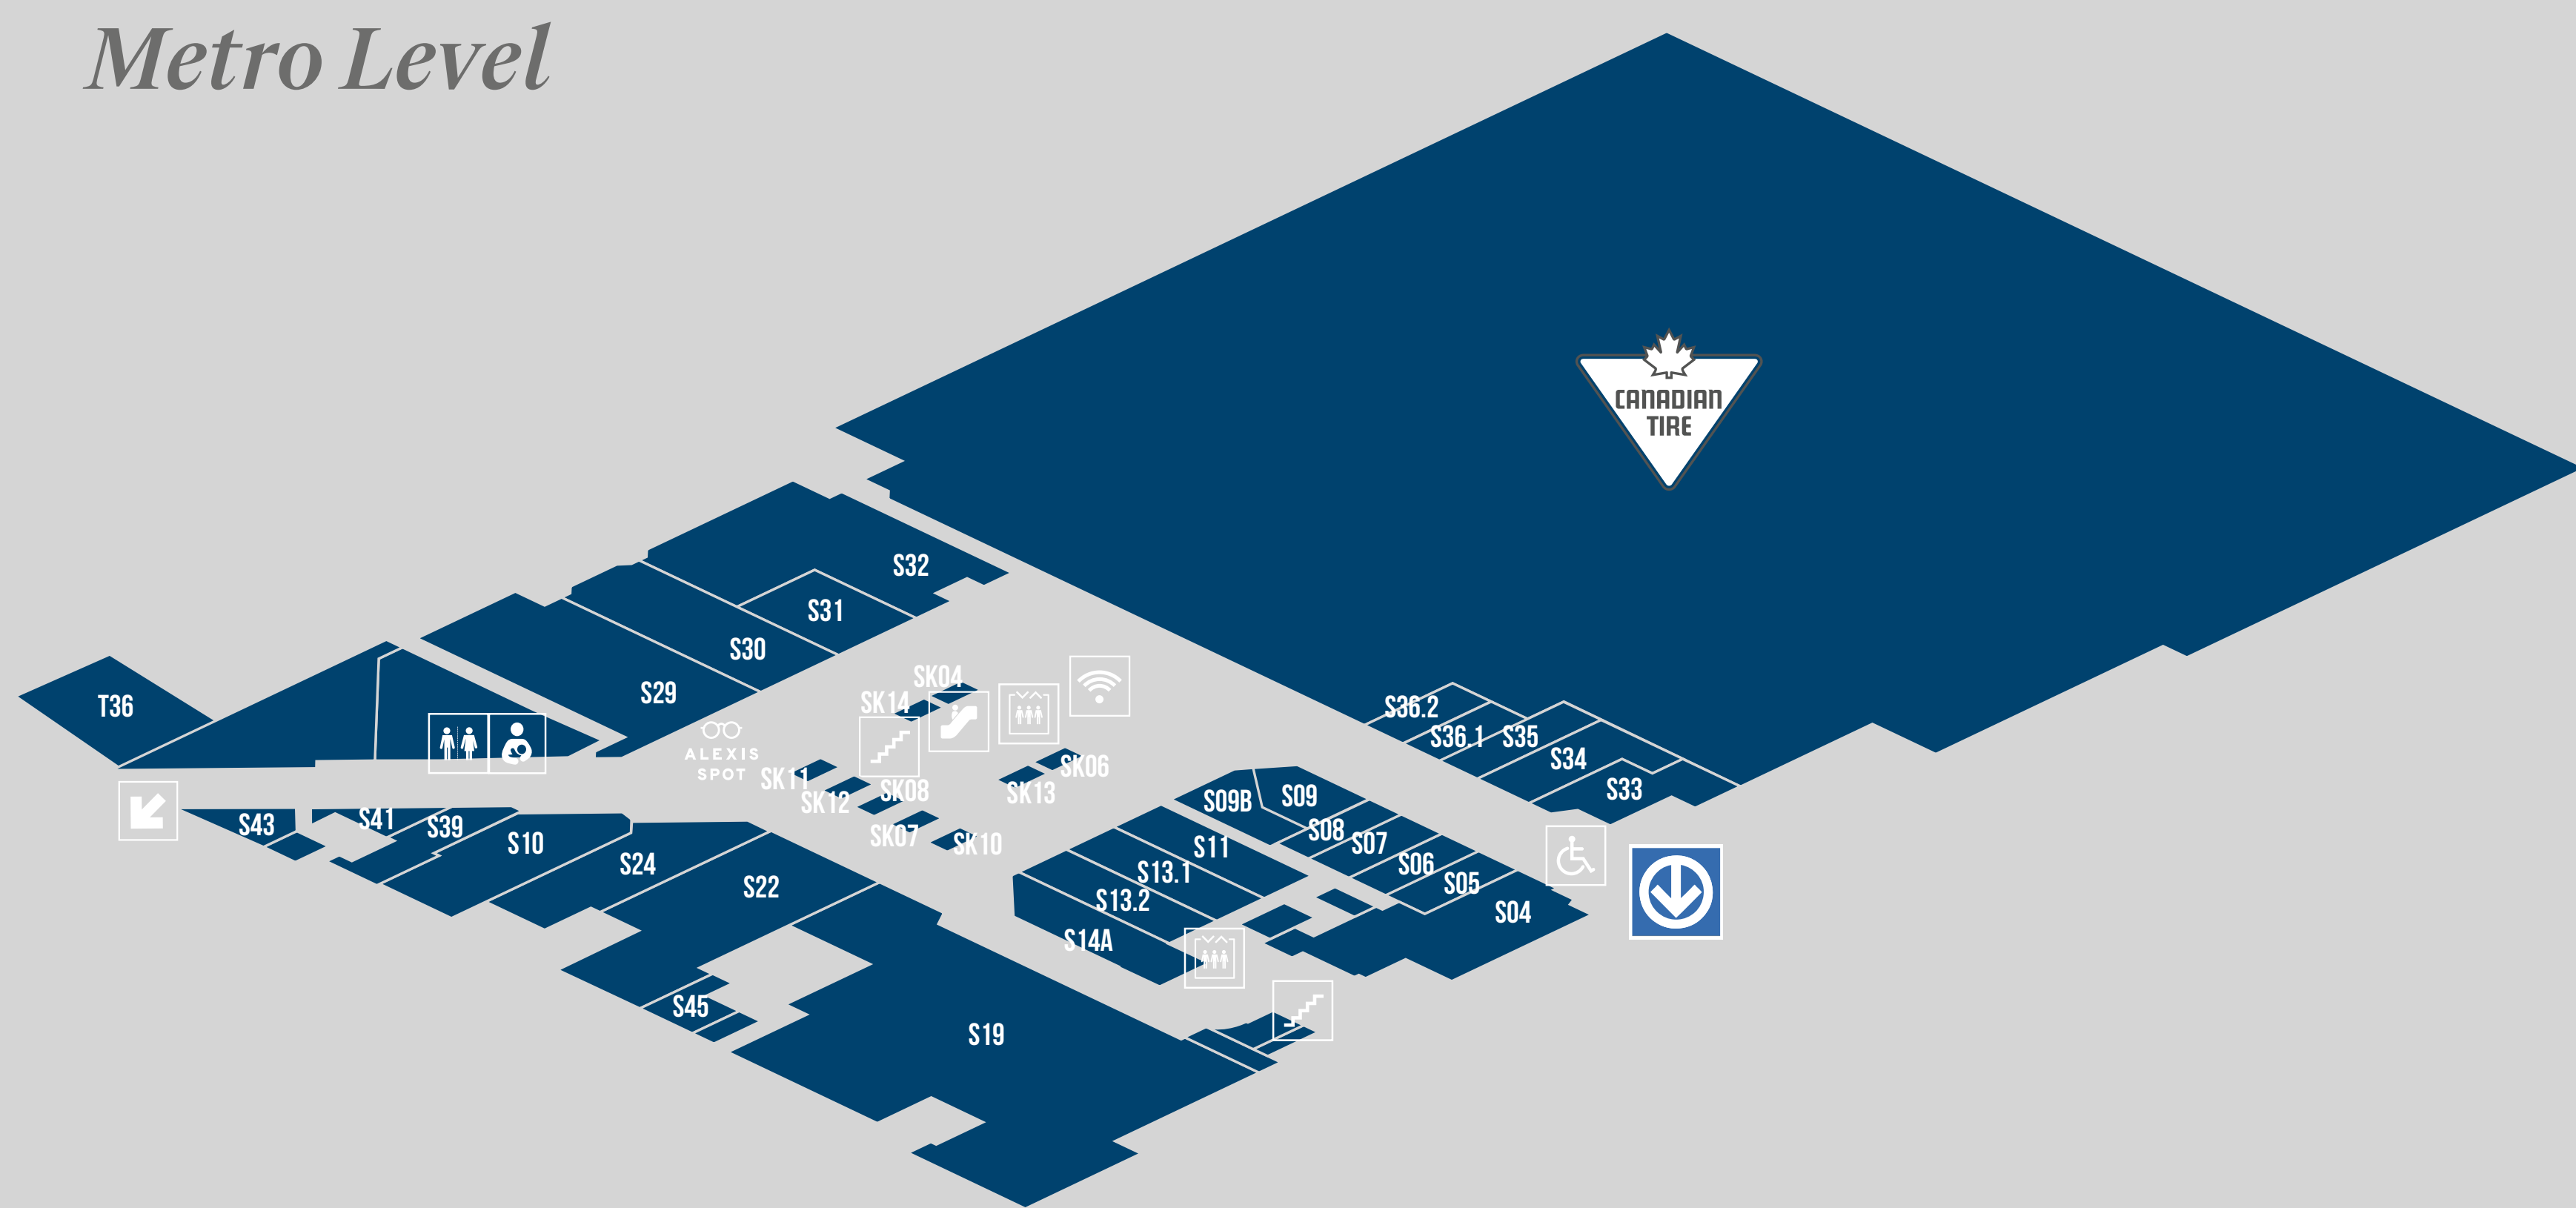 Metro Level
CANADIAN
TIRE
S32
S31
S30
S29
T36
SK04
SK14
S36.2
S36.1
S35
S34
S33
ALEXIS
SPOT
SK11
SK12
SK08
SK07
SK10
SK06
SK13
S09B
S09
S08
S07
S06
S05
S04
S11
S13.1
S13.2
S14A
S43
S41
S39
S10
S24
S22
S45
S19